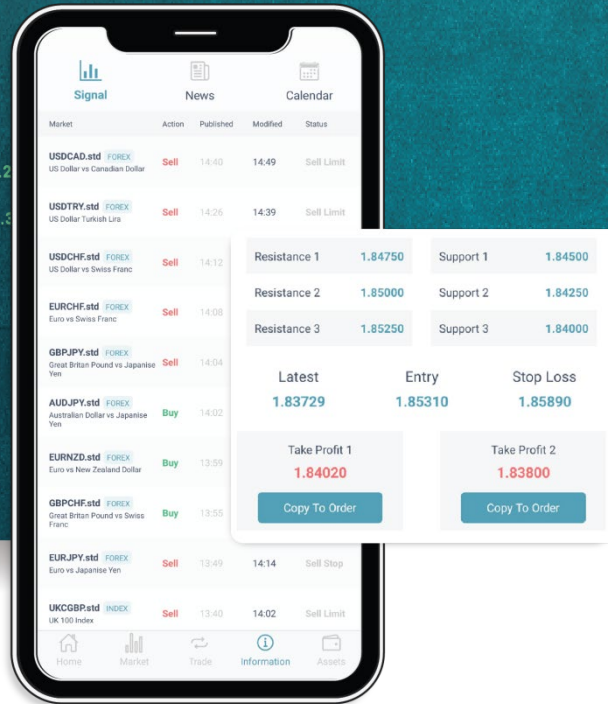 Signal
News
Calendar
Market Action Published Modified Status
USDCAD.std FOREX
US Dollar vs Canadian Dollar
Sell 14:40 14:49 Sell Limit
USDTRY.std FOREX
US Dollar Turkish Lira
Sell 14:26 14:39 Sell Limit
USDCHF.std FOREX
US Dollar vs Swiss Franc
Sell 14:12
EURCHF.std FOREX
Euro vs Swiss Franc
Sell 14:08
GBPJPY.std FOREX
Great Britan Pound vs Japanise
Yen
Sell 14:04
AUDJPY.std FOREX
Australian Dollar vs Japanise
Yen
Buy 14:02
EURNZD.std FOREX
Euro vs New Zealand Dollar
Buy 13:59
GBPCHF.std FOREX
Great Britan Pound vs Swiss
Franc
Buy 13:55
EURJPY.std FOREX
Euro vs Japanise Yen
Sell 13:49 14:14 Sell Stop
UKCGBP.std INDEX
UK 100 Index
Sell 13:40 14:02 Sell Limit
Home Market Trade Information Assets
Resistance 1 1.84750 Support 1 1.84500
Resistance 2 1.85000 Support 2 1.84250
Resistance 3 1.85250 Support 3 1.84000
Latest Entry Stop Loss
1.83729 1.85310 1.85890
Take Profit 1 Take Profit 2
1.84020 1.83800
Copy To Order Copy To Order